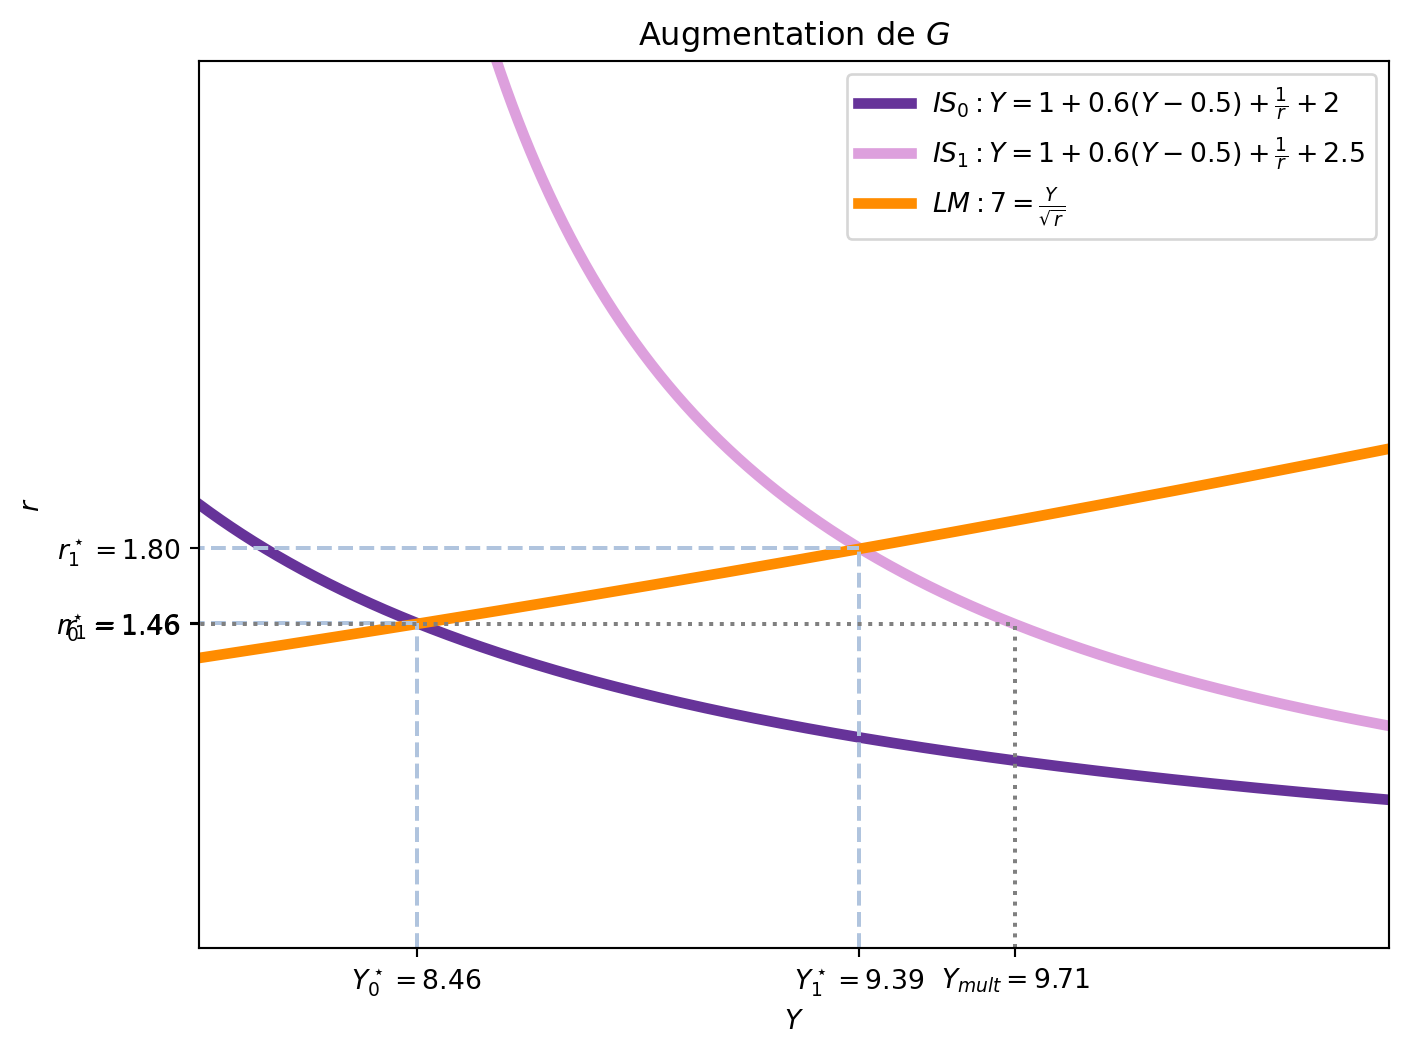 Augmentation de G
IS₀ : Y = 1 + 0.6(Y − 0.5) + 1/r + 2
IS₁ : Y = 1 + 0.6(Y − 0.5) + 1/r + 2.5
LM : 7 = Y/√r
r
r₁* = 1.80
= 1.46
Y₀* = 8.46
Y₁* = 9.39
Y_mult = 9.71
Y